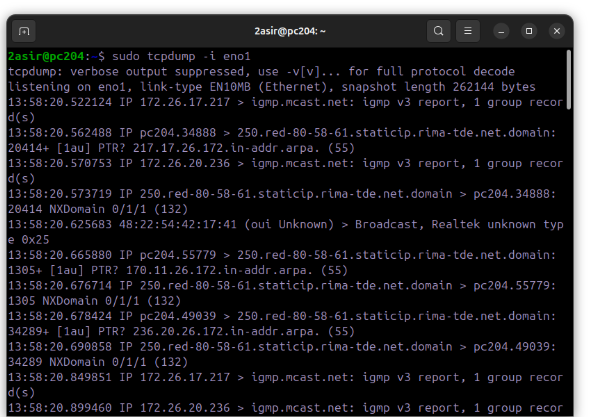 2asir@pc204: ~
2asir@pc204:~$ sudo tcpdump -i eno1
tcpdump: verbose output suppressed, use -v[v]... for full protocol decode
listening on eno1, link-type EN10MB (Ethernet), snapshot length 262144 bytes
13:58:20.522124 IP 172.26.17.217 > igmp.mcast.net: igmp v3 report, 1 group recor
d(s)
13:58:20.562488 IP pc204.34888 > 250.red-80-58-61.staticip.rima-tde.net.domain:
20414+ [1au] PTR? 217.17.26.172.in-addr.arpa. (55)
13:58:20.570753 IP 172.26.20.236 > igmp.mcast.net: igmp v3 report, 1 group recor
d(s)
13:58:20.573719 IP 250.red-80-58-61.staticip.rima-tde.net.domain > pc204.34888:
20414 NXDomain 0/1/1 (132)
13:58:20.625683 48:22:54:42:17:41 (oui Unknown) > Broadcast, Realtek unknown typ
e 0x25
13:58:20.665880 IP pc204.55779 > 250.red-80-58-61.staticip.rima-tde.net.domain:
1305+ [1au] PTR? 170.11.26.172.in-addr.arpa. (55)
13:58:20.676714 IP 250.red-80-58-61.staticip.rima-tde.net.domain > pc204.55779:
1305 NXDomain 0/1/1 (132)
13:58:20.678424 IP pc204.49039 > 250.red-80-58-61.staticip.rima-tde.net.domain:
34289+ [1au] PTR? 236.20.26.172.in-addr.arpa. (55)
13:58:20.690858 IP 250.red-80-58-61.staticip.rima-tde.net.domain > pc204.49039:
34289 NXDomain 0/1/1 (132)
13:58:20.849851 IP 172.26.17.217 > igmp.mcast.net: igmp v3 report, 1 group recor
d(s)
13:58:20.899460 IP 172.26.20.236 > igmp.mcast.net: igmp v3 report, 1 group recor